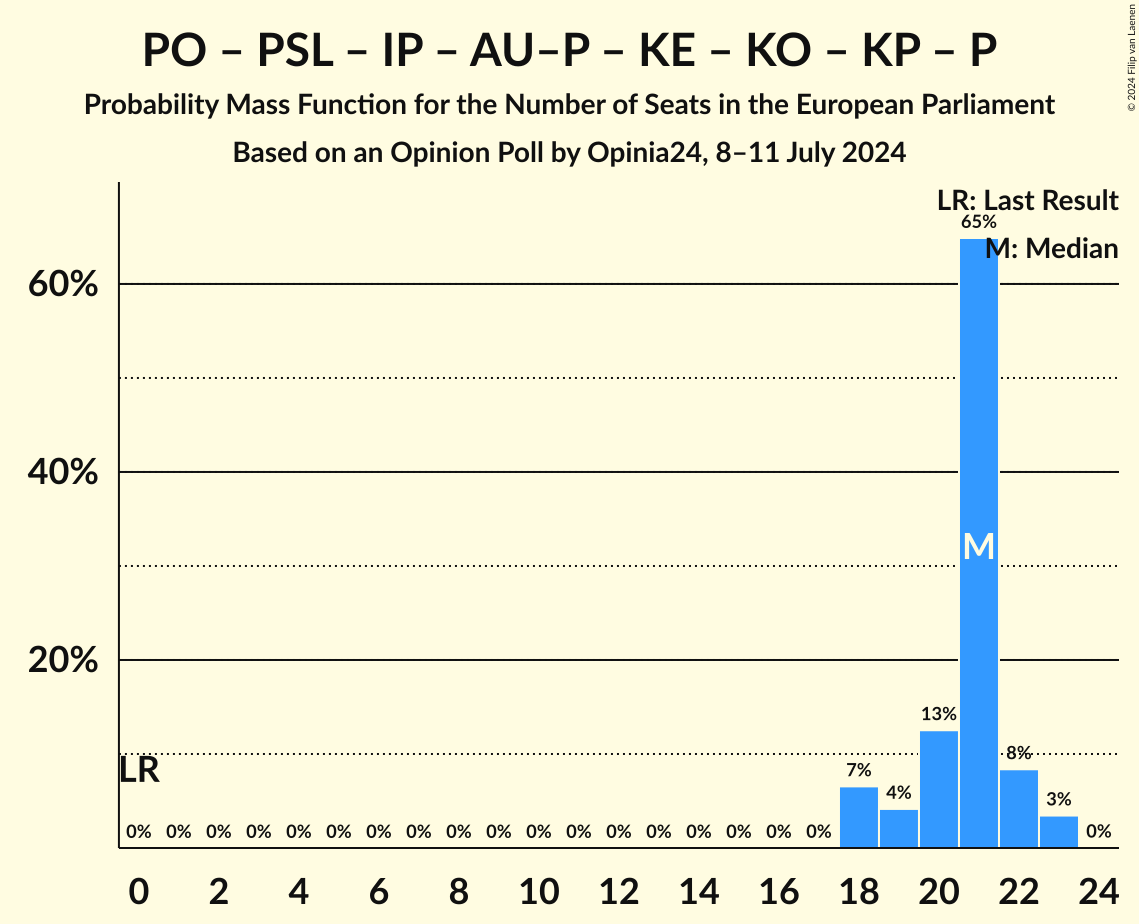 PO – PSL – IP – AU–P – KE – KO – KP – P
Probability Mass Function for the Number of Seats in the European Parliament
Based on an Opinion Poll by Opinia24, 8–11 July 2024
© 2024 Filip van Laenen
LR: Last Result
65%
M: Median
60%
40%
M
20%
13%
8%
LR
7%
4%
3%
0% 0% 0% 0% 0% 0% 0% 0% 0% 0% 0% 0% 0% 0% 0% 0% 0% 0% 0%
0 2 4 6 8 10 12 14 16 18 20 22 24